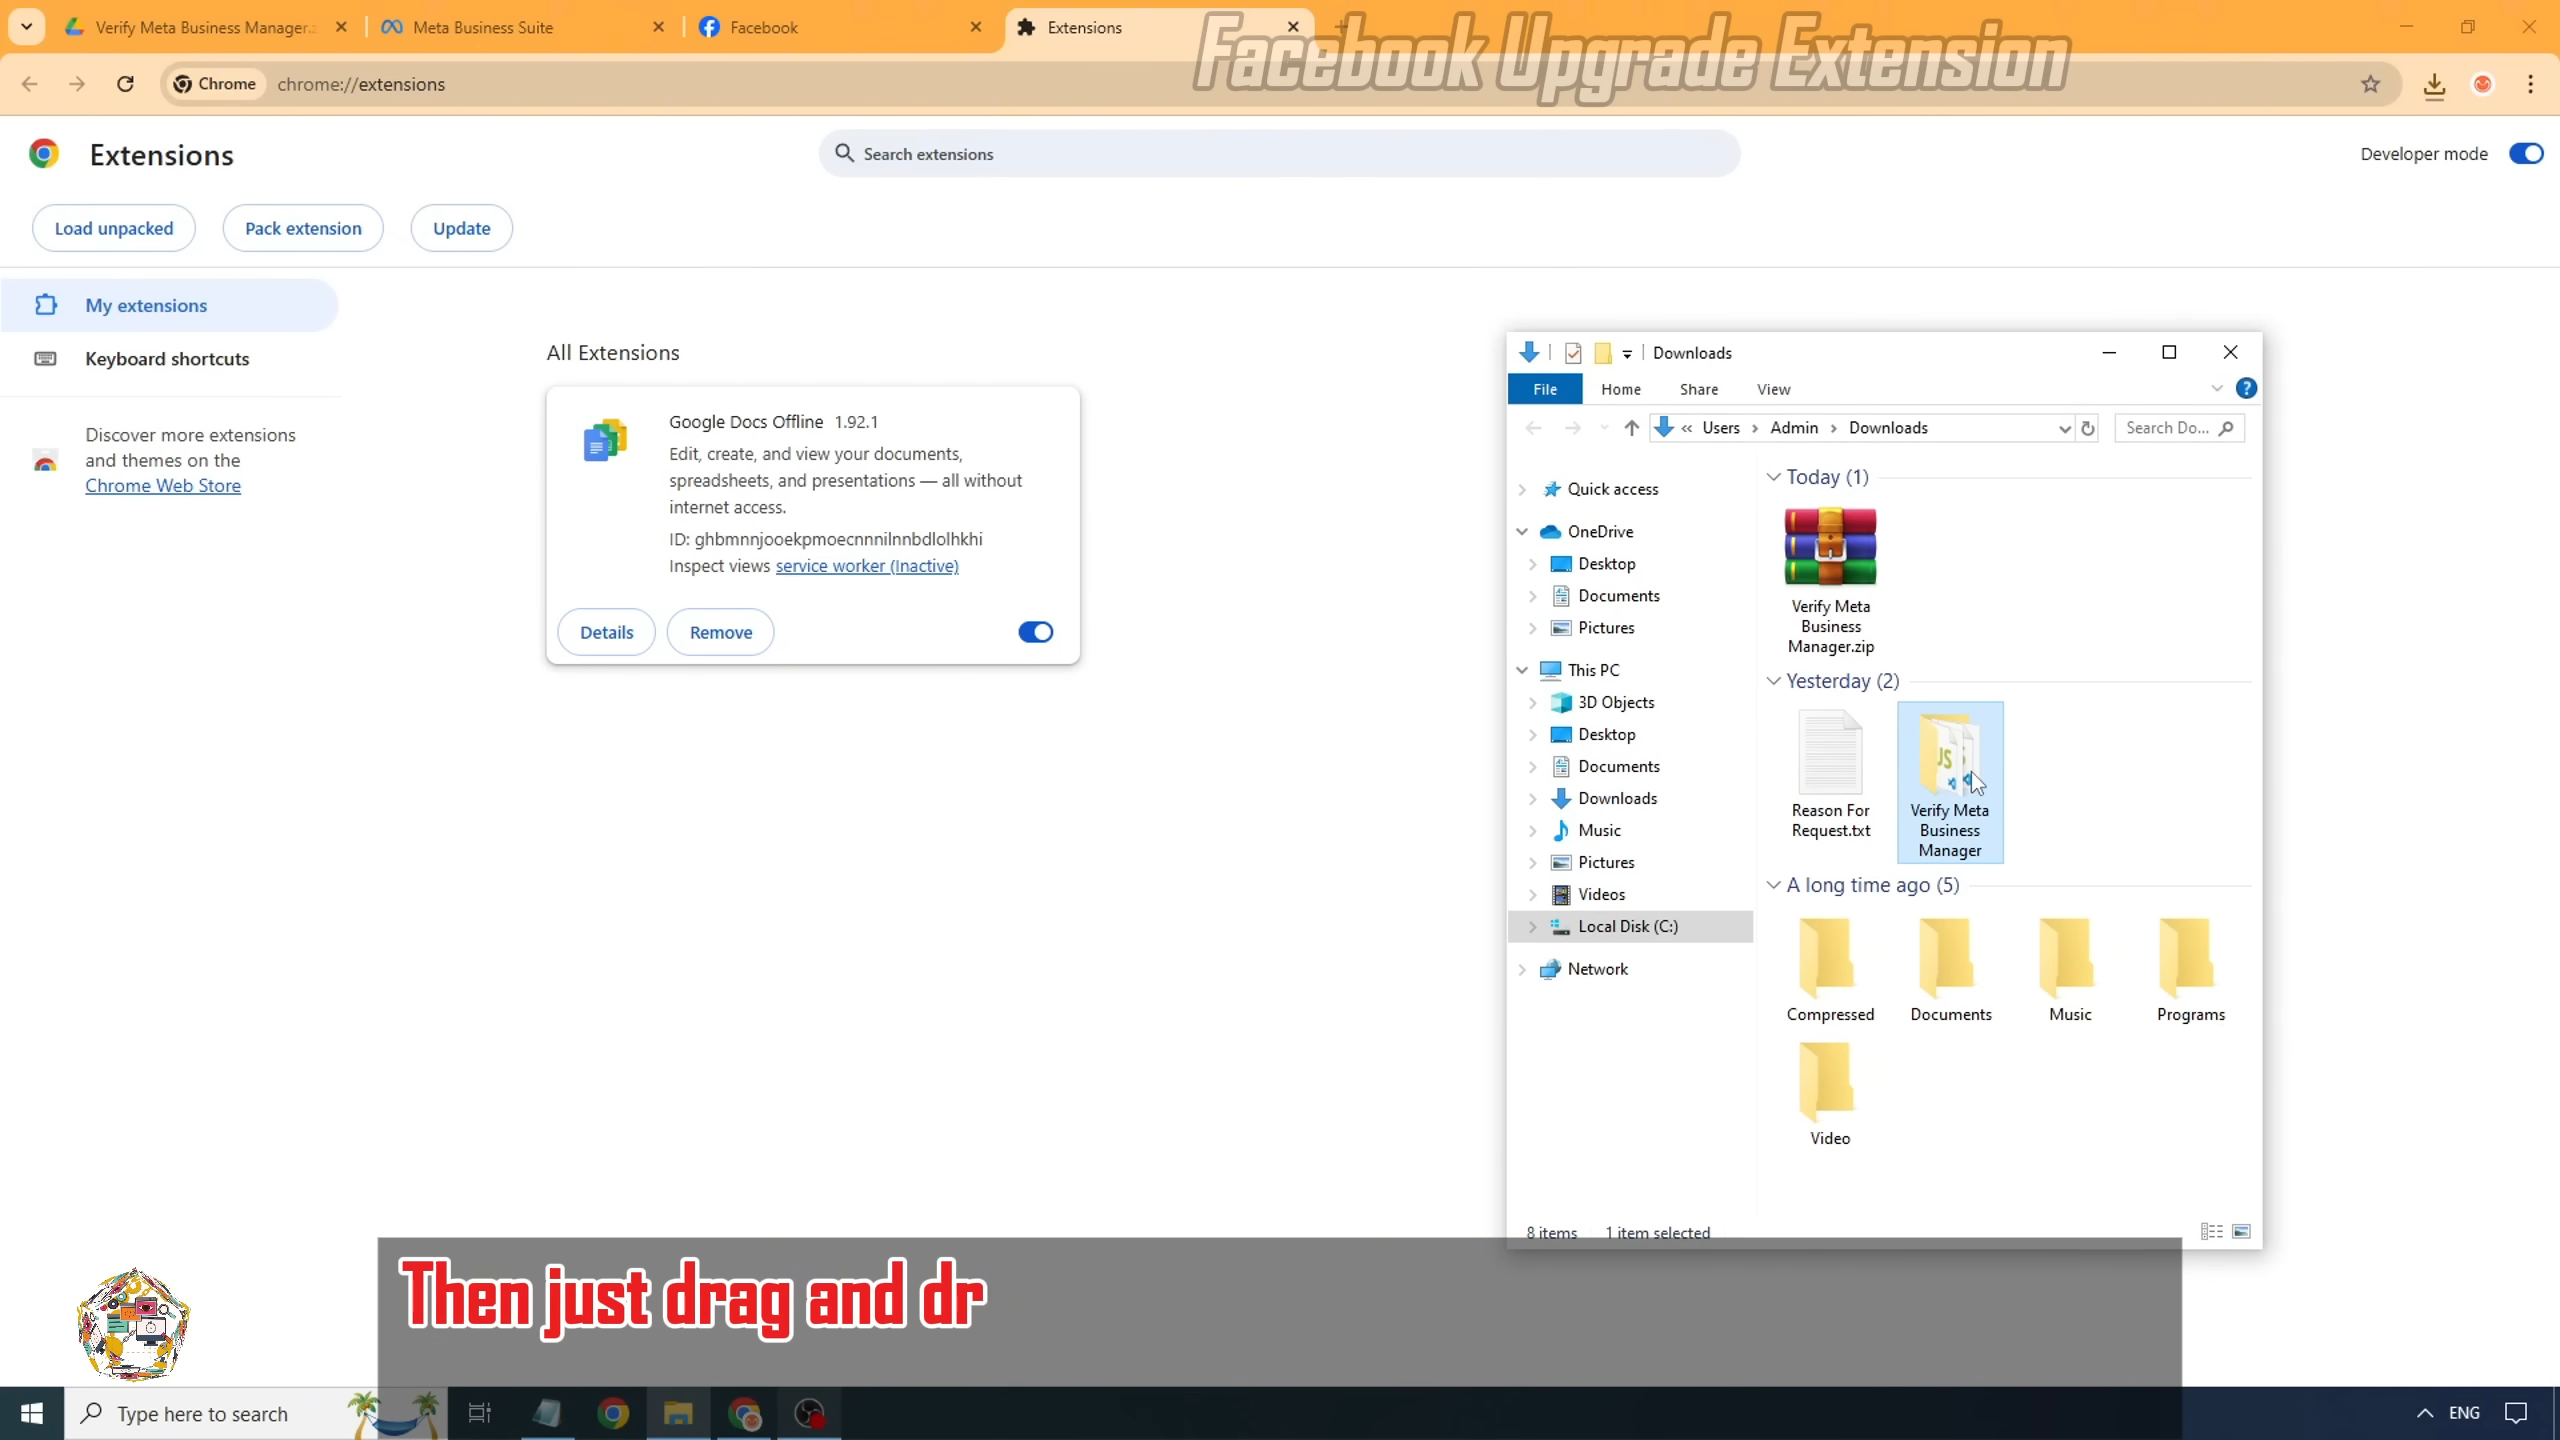 Verify Meta Business Manager.z
Meta Business Suite
Facebook
Extensions
Facebook Upgrade Extension
Chrome
chrome://extensions
Extensions
Search extensions
Developer mode
Load unpacked
Pack extension
Update
My extensions
Keyboard shortcuts
Discover more extensions
and themes on the
Chrome Web Store
All Extensions
Google Docs Offline 1.92.1
Edit, create, and view your documents,
spreadsheets, and presentations — all without
internet access.
ID: ghbmnnjooekpmoecnnnilnnbdlolhkhi
Inspect views service worker (Inactive)
Details
Remove
Downloads
File
Home
Share
View
« Users > Admin > Downloads
Search Do...
Quick access
OneDrive
Desktop
Documents
Pictures
This PC
3D Objects
Desktop
Documents
Downloads
Music
Pictures
Videos
Local Disk (C:)
Network
Today (1)
Verify Meta
Business
Manager.zip
Yesterday (2)
Reason For
Request.txt
JS
Verify Meta
Business
Manager
A long time ago (5)
Compressed
Documents
Music
Programs
Video
8 items
1 item selected
Then just drag and dr
Type here to search
ENG